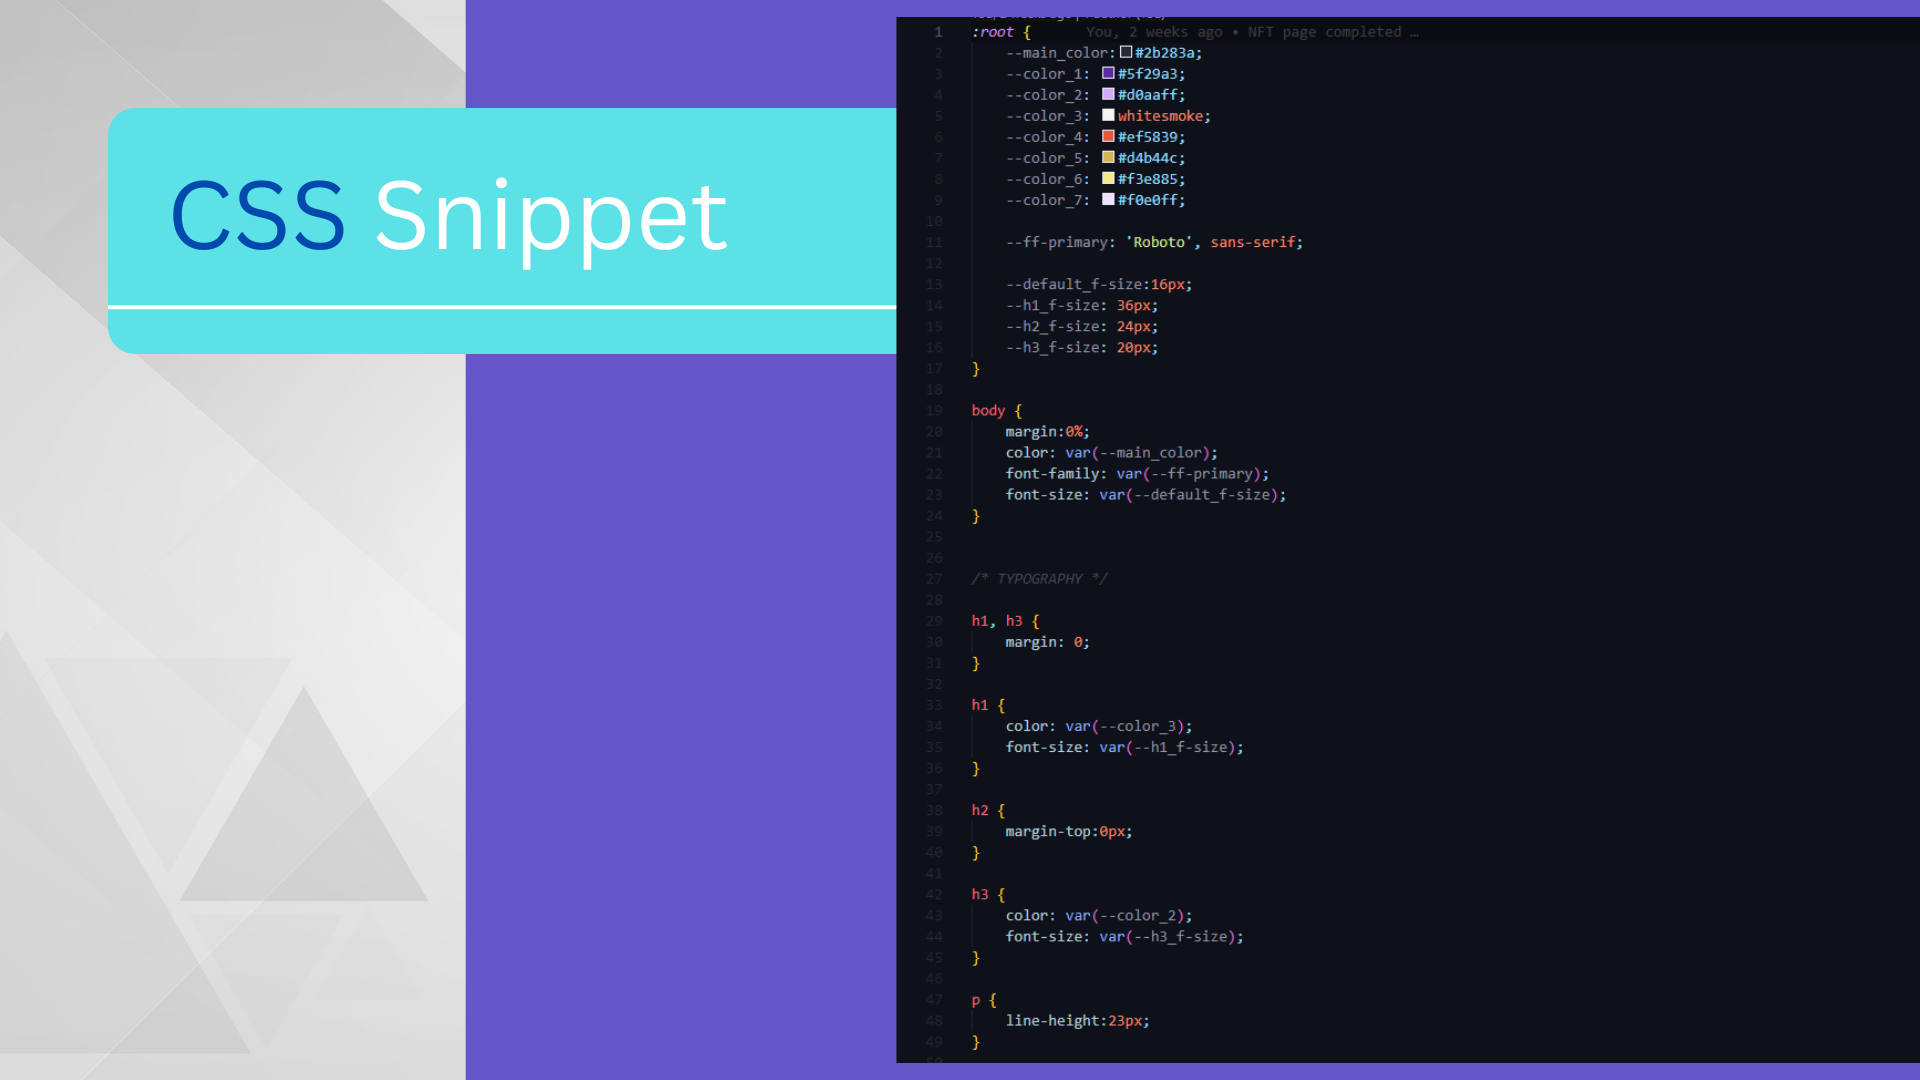 CSS Snippet
1 :root { You, 2 weeks ago • NFT page completed …
2 --main_color: #2b283a;
3 --color_1: #5f29a3;
4 --color_2: #d0aaff;
5 --color_3: whitesmoke;
6 --color_4: #ef5839;
7 --color_5: #d4b44c;
8 --color_6: #f3e885;
9 --color_7: #f0e0ff;
10
11 --ff-primary: 'Roboto', sans-serif;
12
13 --default_f-size:16px;
14 --h1_f-size: 36px;
15 --h2_f-size: 24px;
16 --h3_f-size: 20px;
17 }
18
19 body {
20 margin:0%;
21 color: var(--main_color);
22 font-family: var(--ff-primary);
23 font-size: var(--default_f-size);
24 }
25
26
27 /* TYPOGRAPHY */
28
29 h1, h3 {
30 margin: 0;
31 }
32
33 h1 {
34 color: var(--color_3);
35 font-size: var(--h1_f-size);
36 }
37
38 h2 {
39 margin-top:0px;
40 }
41
42 h3 {
43 color: var(--color_2);
44 font-size: var(--h3_f-size);
45 }
46
47 p {
48 line-height:23px;
49 }